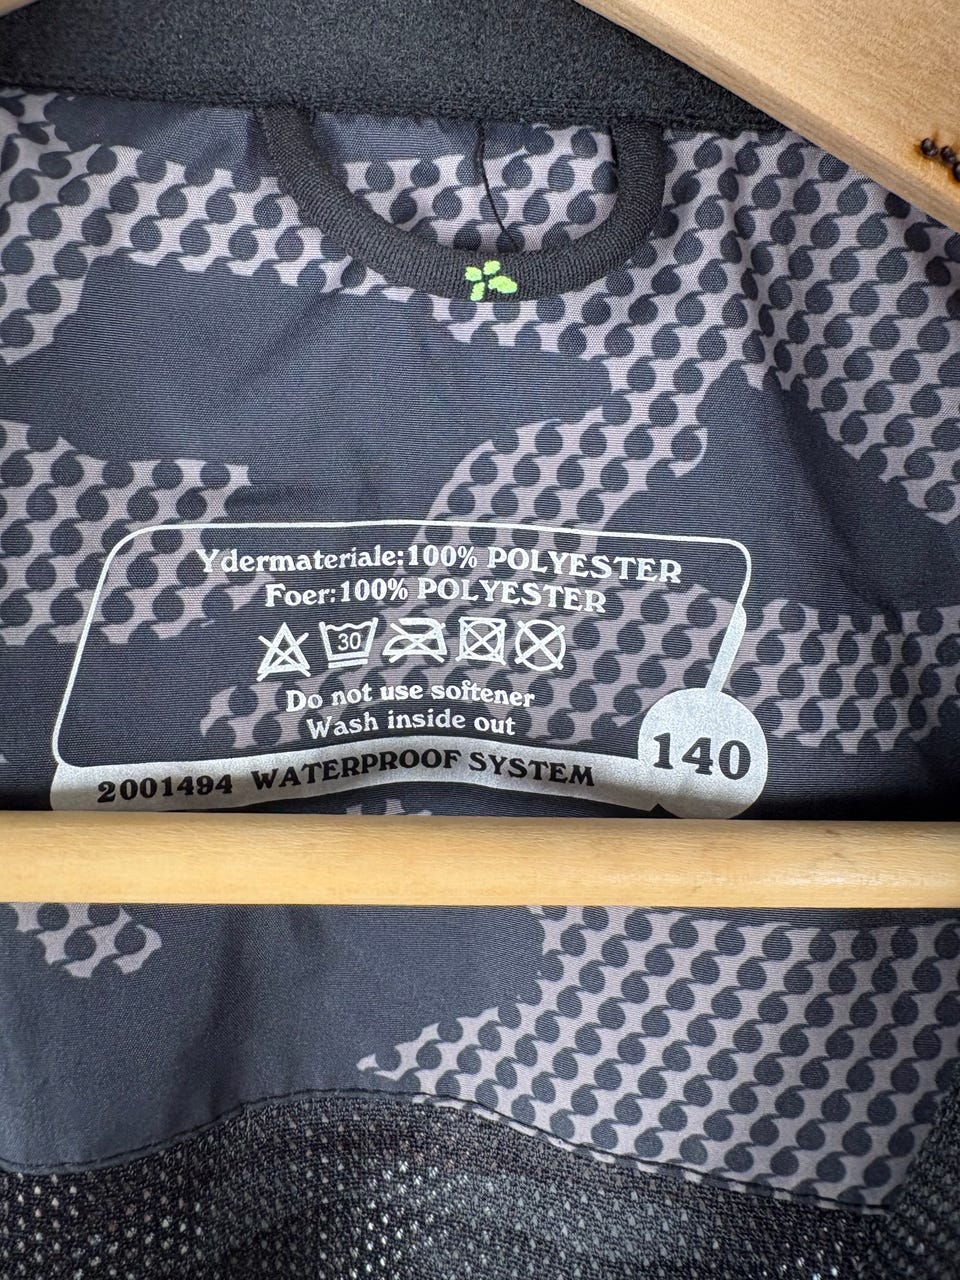 Ydermateriale:100% POLYESTER
Foer:100% POLYESTER
30
Do not use softener
Wash inside out
2001494 WATERPROOF SYSTEM
140